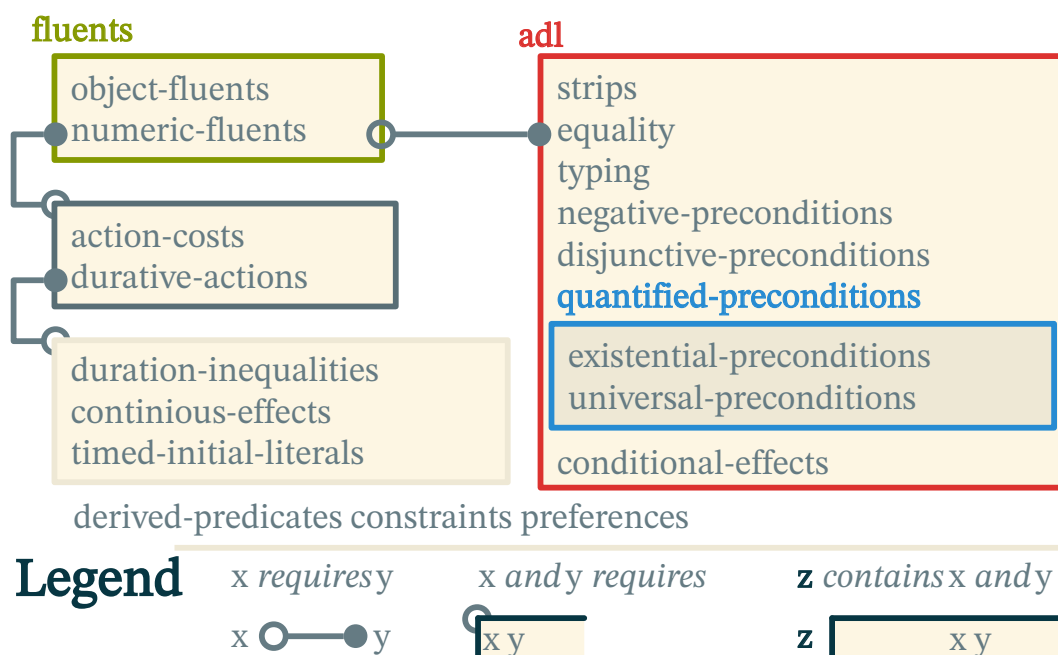 fluents
object-fluents
numeric-fluents
action-costs
durative-actions
duration-inequalities
continious-effects
timed-initial-literals
adl
strips
equality
typing
negative-preconditions
disjunctive-preconditions
quantified-preconditions
existential-preconditions
universal-preconditions
conditional-effects
derived-predicates constraints preferences
Legend
x requires y
x and y requires
z contains x and y
x y
x y
z x y